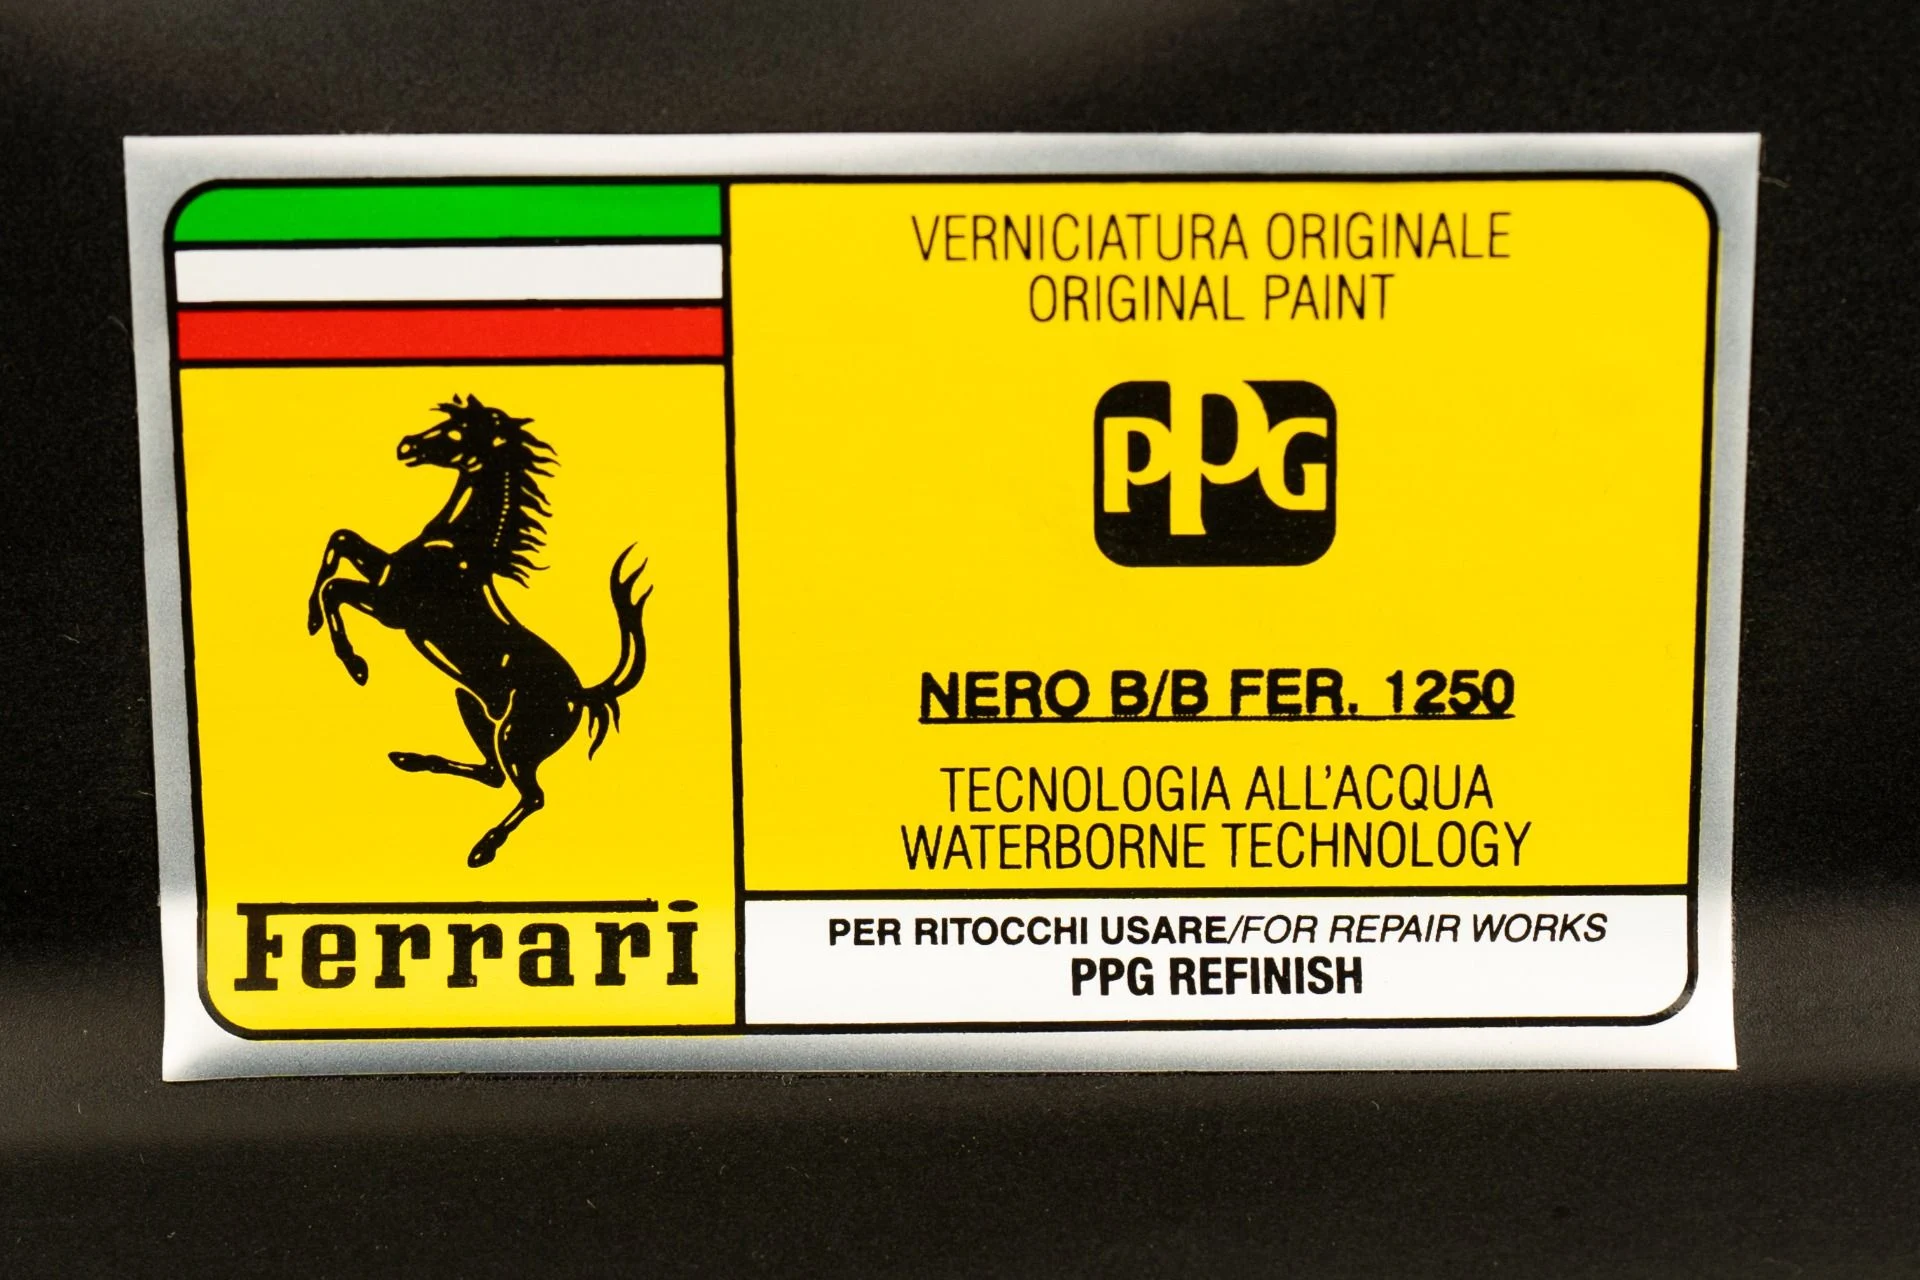 Ferrari
VERNICIATURA ORIGINALE
ORIGINAL PAINT
PPG
NERO B/B FER. 1250
TECNOLOGIA ALL'ACQUA
WATERBORNE TECHNOLOGY
PER RITOCCHI USARE/FOR REPAIR WORKS
PPG REFINISH